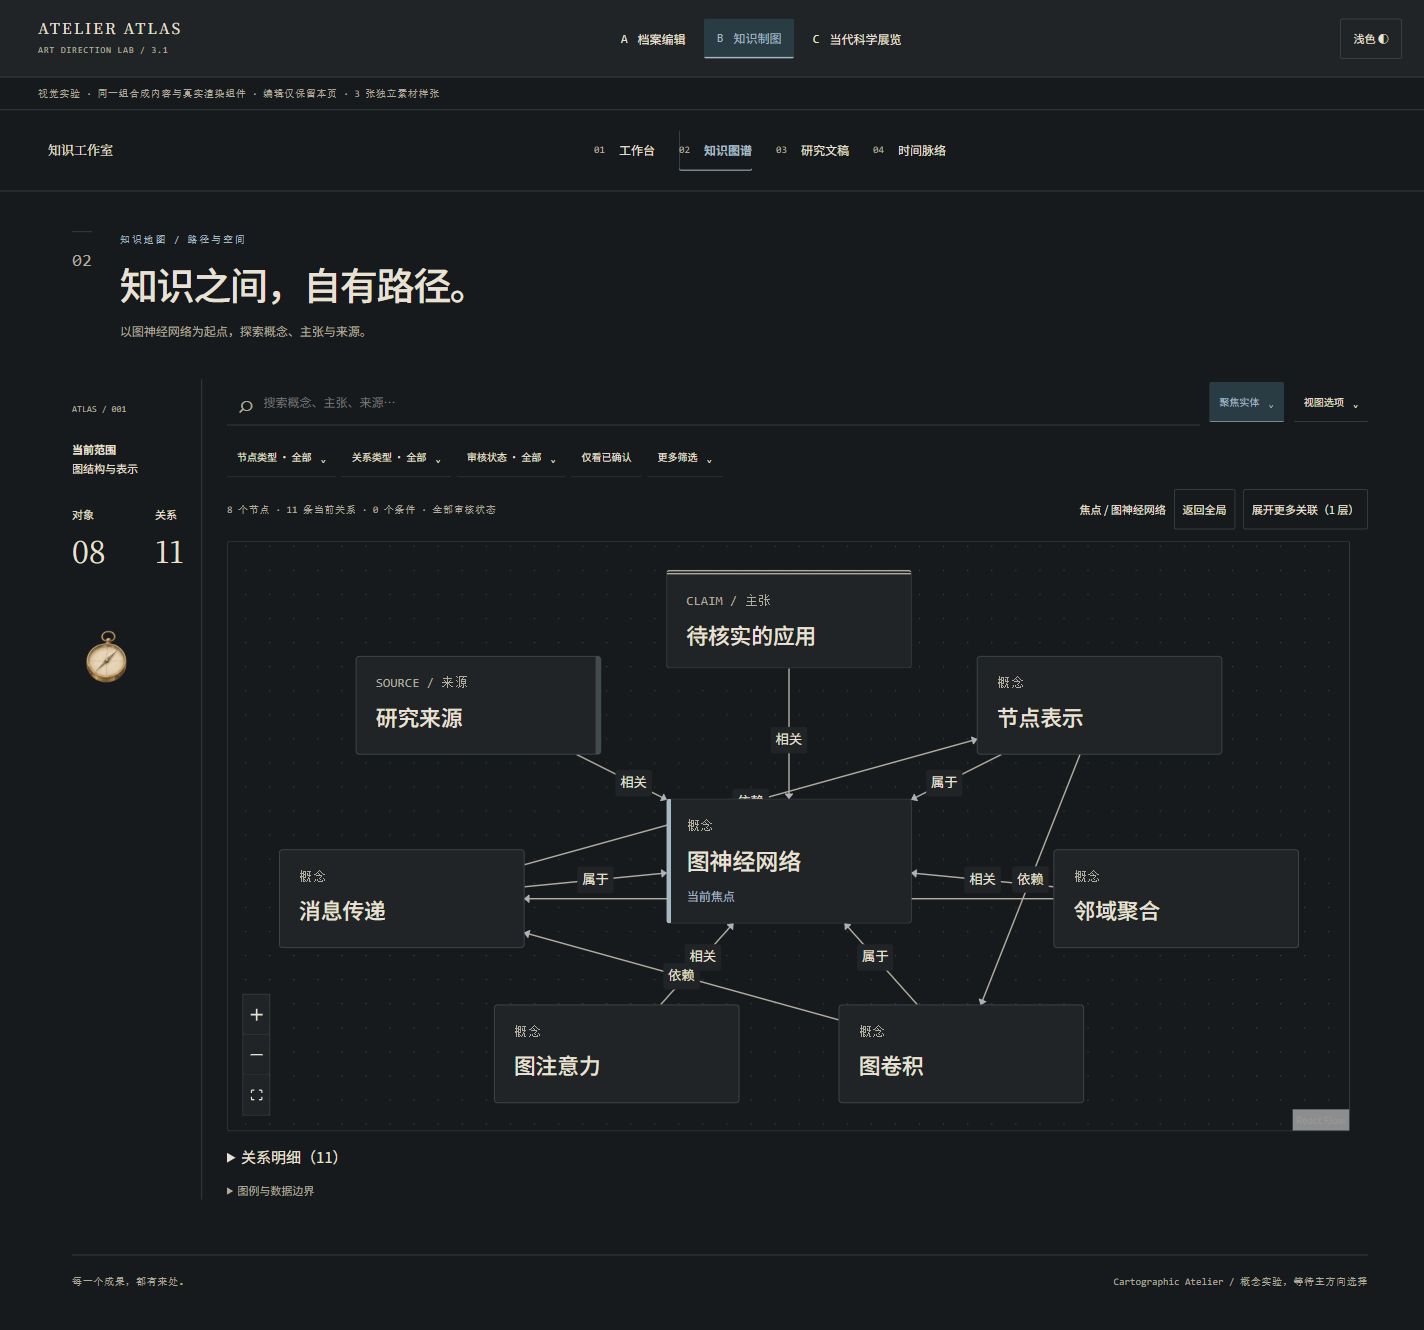 ATELIER ATLAS
ART DIRECTION LAB / 3.1
A 档案编辑
B 知识制图
C 当代科学展览
浅色
视觉实验 · 同一组合成内容与真实渲染组件 · 编辑仅保留本页 · 3 张独立素材样张
知识工作室
01 工作台
02 知识图谱
03 研究文稿
04 时间脉络
02
知识地图 / 路径与空间
知识之间，自有路径。
以图神经网络为起点，探索概念、主张与来源。
ATLAS / 001
当前范围
图结构与表示
对象 关系
08 11
搜索概念、主张、来源…
聚焦实体
视图选项
节点类型 · 全部
关系类型 · 全部
审核状态 · 全部
仅看已确认
更多筛选
8 个节点 · 11 条当前关系 · 0 个条件 · 全部审核状态
焦点 / 图神经网络
返回全局
展开更多关联（1 层）
CLAIM / 主张
待核实的应用
SOURCE / 来源
研究来源
概念
节点表示
相关
相关
属于
依赖
概念
图神经网络
当前焦点
概念
消息传递
属于
相关
依赖
概念
邻域聚合
相关
依赖
属于
概念
图注意力
概念
图卷积
React Flow
关系明细（11）
图例与数据边界
每一个成果，都有来处。
Cartographic Atelier / 概念实验，等待主方向选择